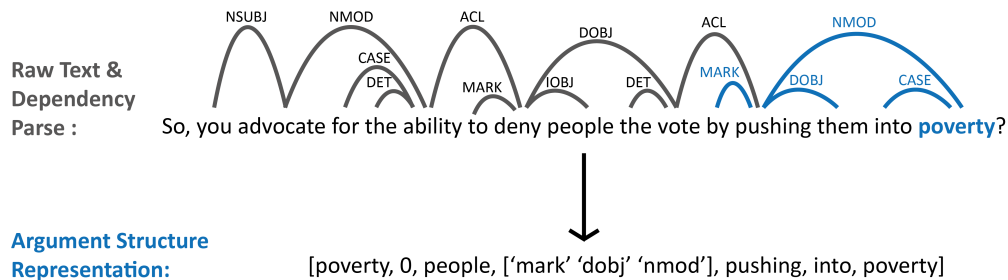 NSUBJ NMOD ACL DOBJ ACL NMOD
CASE
DET MARK IOBJ DET MARK DOBJ CASE
Raw Text &
Dependency
Parse :
So, you advocate for the ability to deny people the vote by pushing them into poverty?
Argument Structure
Representation:
[poverty, 0, people, [‘mark’ ‘dobj’ ‘nmod’], pushing, into, poverty]